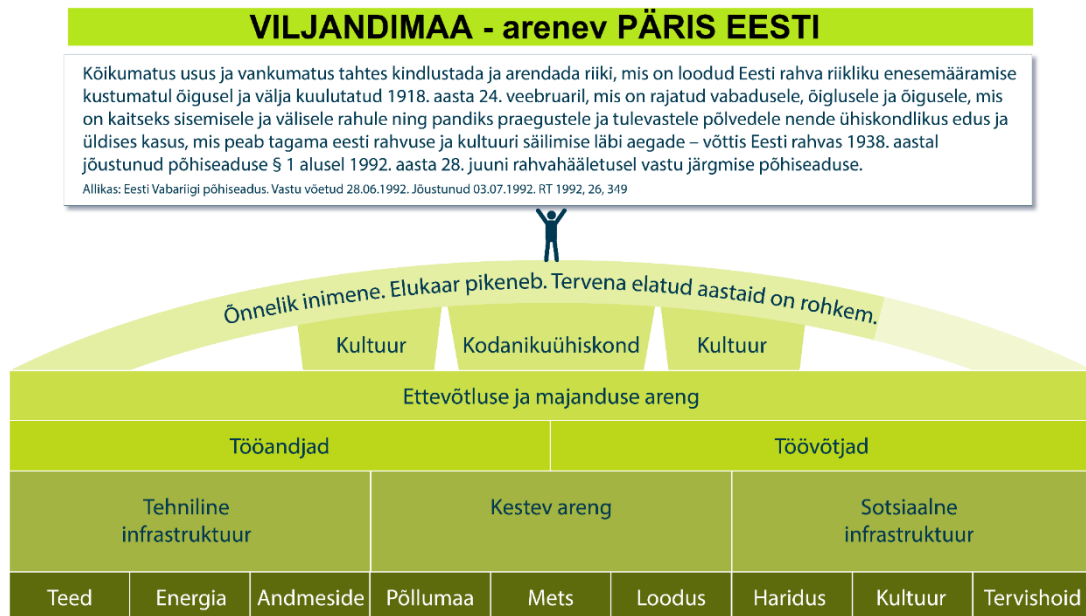 VILJANDIMAA - arenev PÄRIS EESTI
Kõikumatus usus ja vankumatus tahtes kindlustada ja arendada riiki, mis on loodud Eesti rahva riikliku enesemääramise
kustumatul õigusel ja välja kuulutatud 1918. aasta 24. veebruaril, mis on rajatud vabadusele, õiglusele ja õigusele, mis
on kaitseks sisemisele ja välisele rahule ning pandiks praegustele ja tulevastele põlvedele nende ühiskondlikus edus ja
üldises kasus, mis peab tagama eesti rahvuse ja kultuuri säilimise läbi aegade – võttis Eesti rahvas 1938. aastal
jõustunud põhiseaduse § 1 alusel 1992. aasta 28. juuni rahvahääletusel vastu järgmise põhiseaduse.
Allikas: Eesti Vabariigi põhiseadus. Vastu võetud 28.06.1992. Jõustunud 03.07.1992. RT 1992, 26, 349
Õnnelik inimene. Elukaar pikeneb. Tervena elatud aastaid on rohkem.
Kultuur Kodanikuühiskond Kultuur
Ettevõtluse ja majanduse areng
Tööandjad Töövõtjad
Tehniline
infrastruktuur
Kestev areng
Sotsiaalne
infrastruktuur
Teed Energia Andmeside Põllumaa Mets Loodus Haridus Kultuur Tervishoid